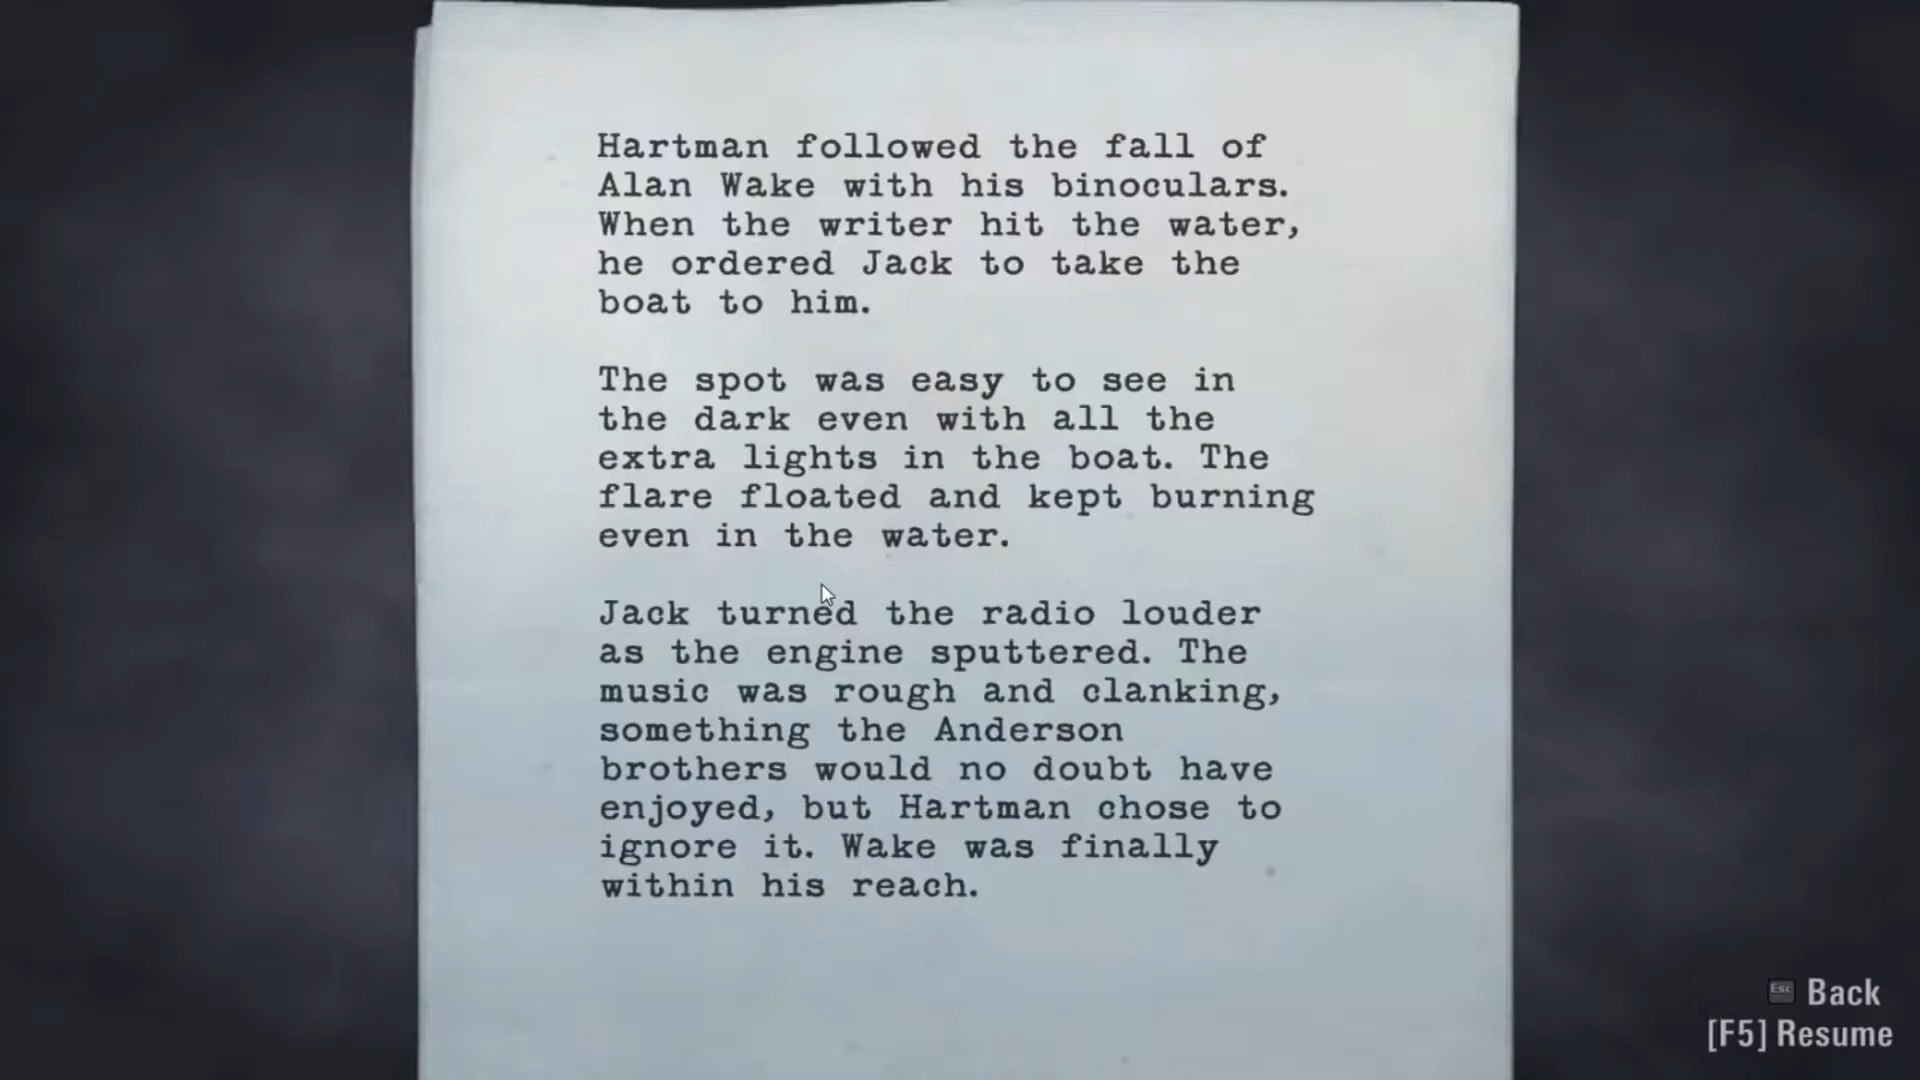 Hartman followed the fall of
Alan Wake with his binoculars.
When the writer hit the water,
he ordered Jack to take the
boat to him.
The spot was easy to see in
the dark even with all the
extra lights in the boat. The
flare floated and kept burning
even in the water.
Jack turned the radio louder
as the engine sputtered. The
music was rough and clanking,
something the Anderson
brothers would no doubt have
enjoyed, but Hartman chose to
ignore it. Wake was finally
within his reach.
Esc Back
[F5] Resume